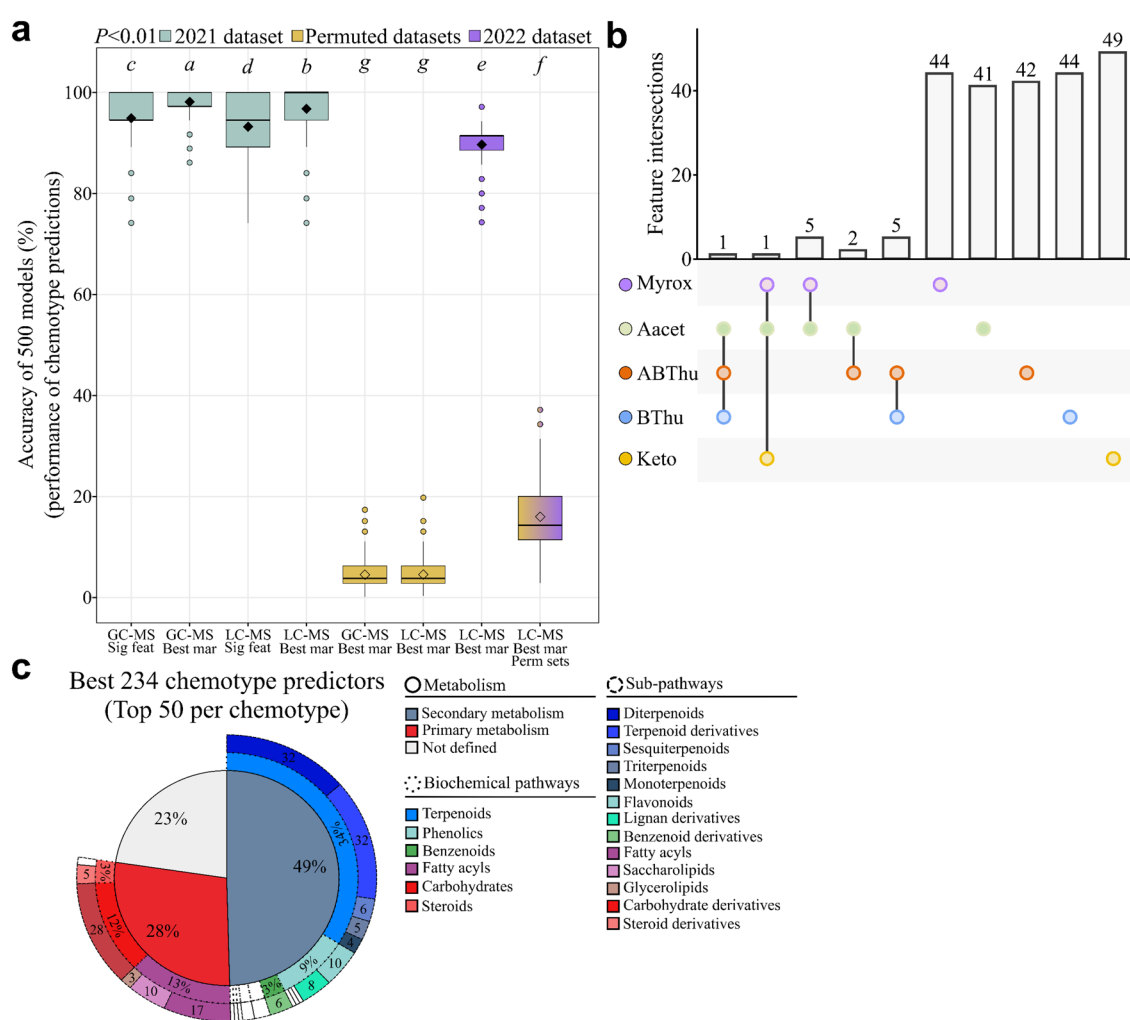 a
P<0.01 2021 dataset Permuted datasets 2022 dataset
c a d b g g e f
Accuracy of 500 models (%)
(performance of chemotype predictions)
100
80
60
40
20
0
GC-MS Sig feat
GC-MS Best mar
LC-MS Sig feat
LC-MS Best mar
GC-MS Best mar
LC-MS Best mar
LC-MS Best mar
LC-MS Best mar Perm sets
b
Feature intersections
40
20
0
1 1 5 2 5 44 41 42 44 49
Myrox
Aacet
ABThu
BThu
Keto
c
Best 234 chemotype predictors
(Top 50 per chemotype)
23%
49%
28%
34%
9%
3%
13%
12%
3%
32
32
6
5
4
10
8
6
17
10
3
28
5
Metabolism
Secondary metabolism
Primary metabolism
Not defined
Biochemical pathways
Terpenoids
Phenolics
Benzenoids
Fatty acyls
Carbohydrates
Steroids
Sub-pathways
Diterpenoids
Terpenoid derivatives
Sesquiterpenoids
Triterpenoids
Monoterpenoids
Flavonoids
Lignan derivatives
Benzenoid derivatives
Fatty acyls
Saccharolipids
Glycerolipids
Carbohydrate derivatives
Steroid derivatives